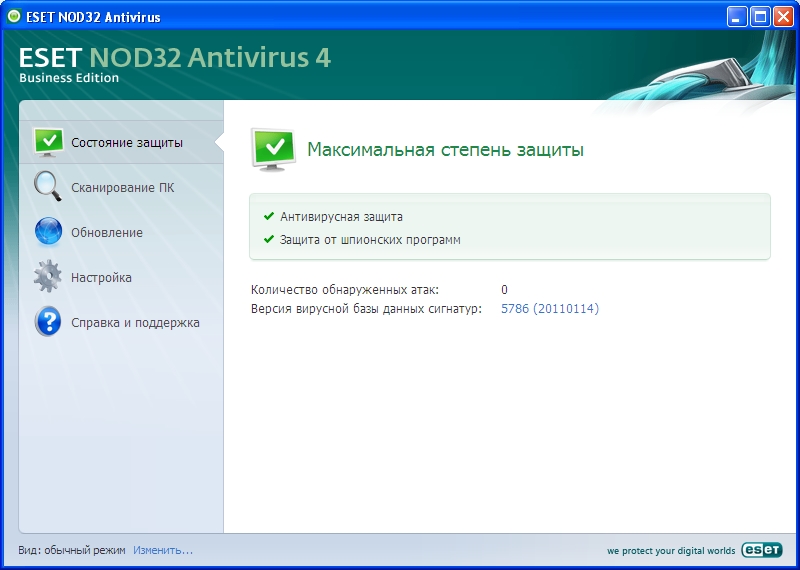 ESET NOD32 Antivirus
ESET NOD32 Antivirus 4
Business Edition
Состояние защиты
Сканирование ПК
Обновление
Настройка
Справка и поддержка
Максимальная степень защиты
Антивирусная защита
Защита от шпионских программ
Количество обнаруженных атак: 0
Версия вирусной базы данных сигнатур: 5786 (20110114)
Вид: обычный режим Изменить...
we protect your digital worlds eset